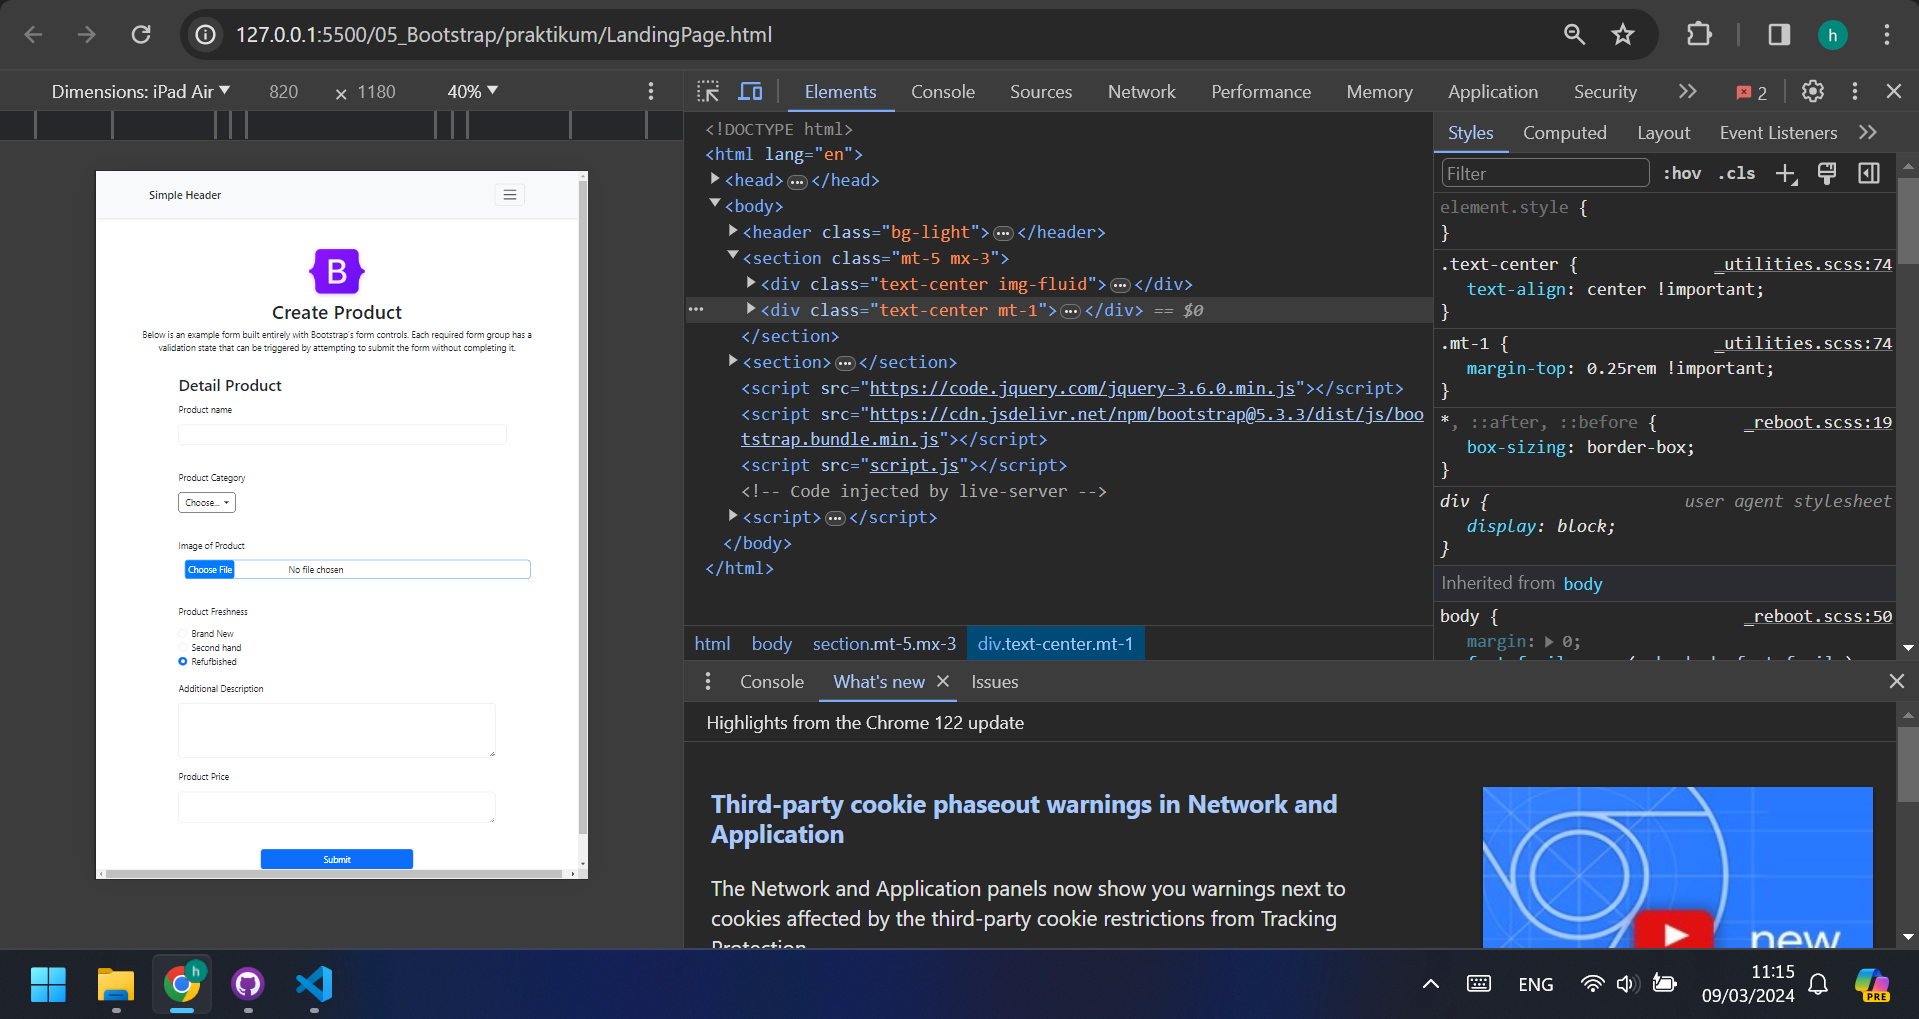 127.0.0.1:5500/05_Bootstrap/praktikum/LandingPage.html
h
Dimensions: iPad Air ▼ 820 × 1180 40% ▼
Simple Header
B
Create Product
Below is an example form built entirely with Bootstrap's form controls. Each required form group has a
validation state that can be triggered by attempting to submit the form without completing it.
Detail Product
Product name
Product Category
Choose...
Image of Product
Choose File No file chosen
Product Freshness
Brand New
Second hand
Refufbished
Additional Description
Product Price
Submit
Elements Console Sources Network Performance Memory Application Security 2
<!DOCTYPE html>
<html lang="en">
<head>…</head>
<body>
<header class="bg-light">…</header>
<section class="mt-5 mx-3">
<div class="text-center img-fluid">…</div>
<div class="text-center mt-1">…</div> == $0
</section>
<section>…</section>
<script src="https://code.jquery.com/jquery-3.6.0.min.js"></script>
<script src="https://cdn.jsdelivr.net/npm/bootstrap@5.3.3/dist/js/boo
tstrap.bundle.min.js"></script>
<script src="script.js"></script>
<!-- Code injected by live-server -->
<script>…</script>
</body>
</html>
html body section.mt-5.mx-3 div.text-center.mt-1
Styles Computed Layout Event Listeners
Filter :hov .cls
element.style {
}
.text-center { _utilities.scss:74
text-align: center !important;
}
.mt-1 { _utilities.scss:74
margin-top: 0.25rem !important;
}
*, ::after, ::before { _reboot.scss:19
box-sizing: border-box;
}
div { user agent stylesheet
display: block;
}
Inherited from body
body { _reboot.scss:50
margin: 0;
Console What's new Issues
Highlights from the Chrome 122 update
Third-party cookie phaseout warnings in Network and
Application
The Network and Application panels now show you warnings next to
cookies affected by the third-party cookie restrictions from Tracking
Protection
new
h
ENG
11:15
09/03/2024
PRE